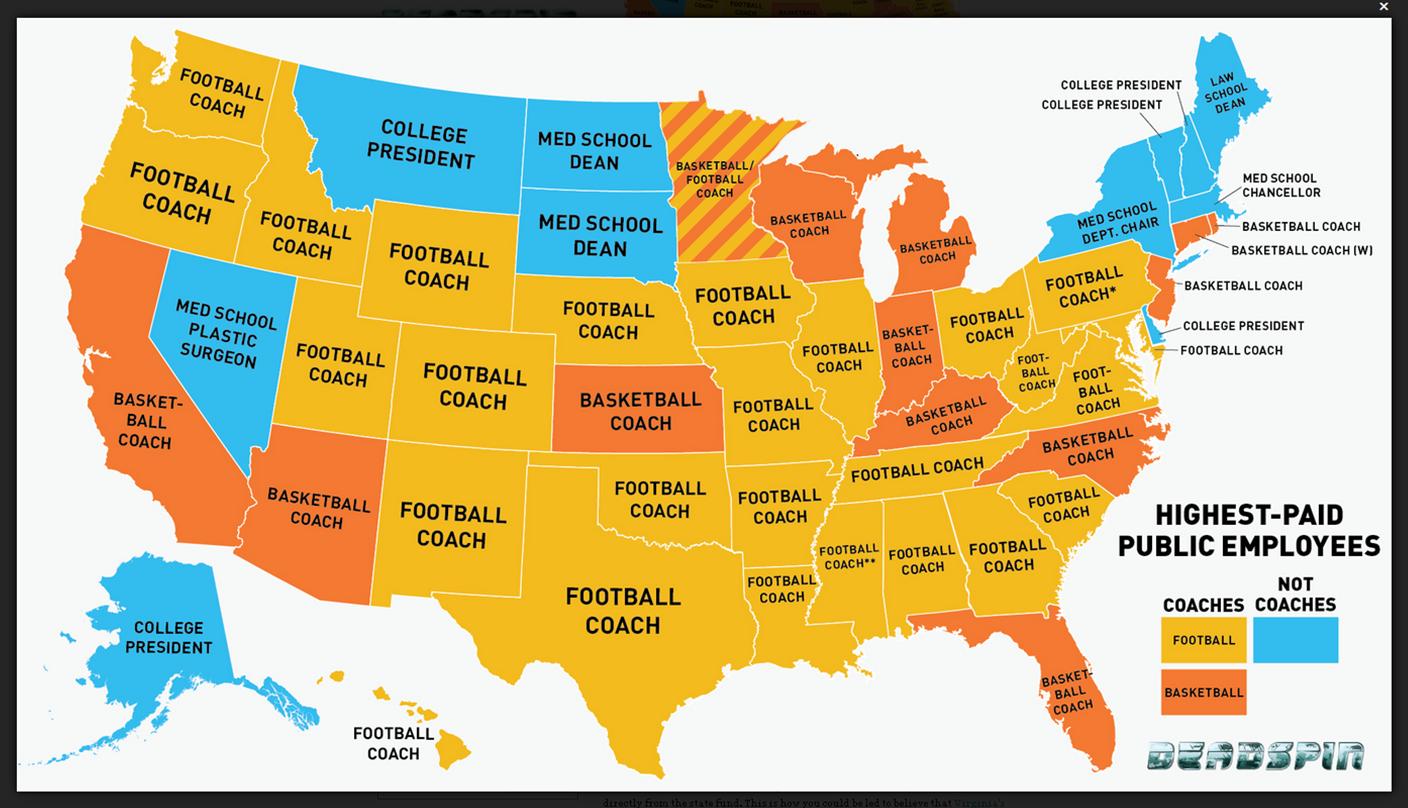 ×
FOOTBALL
COACH
COLLEGE
PRESIDENT
MED SCHOOL
DEAN
BASKETBALL/
FOOTBALL
COACH
COLLEGE PRESIDENT
COLLEGE PRESIDENT
LAW
SCHOOL
DEAN
FOOTBALL
COACH
FOOTBALL
COACH
FOOTBALL
COACH
MED SCHOOL
DEAN
BASKETBALL
COACH
BASKETBALL
COACH
MED SCHOOL
DEPT. CHAIR
MED SCHOOL
CHANCELLOR
BASKETBALL COACH
BASKETBALL COACH (W)
BASKETBALL COACH
COLLEGE PRESIDENT
FOOTBALL COACH
MED SCHOOL
PLASTIC
SURGEON
FOOTBALL
COACH
FOOTBALL
COACH
FOOTBALL
COACH
FOOTBALL
COACH
FOOTBALL
COACH
BASKET-
BALL
COACH
FOOTBALL
COACH
FOOTBALL
COACH*
FOOT-
BALL
COACH
FOOT-
BALL
COACH
BASKET-
BALL
COACH
BASKETBALL
COACH
FOOTBALL
COACH
BASKETBALL
COACH
BASKETBALL
COACH
BASKETBALL
COACH
FOOTBALL
COACH
FOOTBALL
COACH
FOOTBALL
COACH
FOOTBALL COACH
FOOTBALL
COACH
FOOTBALL
COACH
FOOTBALL
COACH
FOOTBALL
COACH
FOOTBALL
COACH**
FOOTBALL
COACH
FOOTBALL
COACH
BASKET-
BALL
COACH
COLLEGE
PRESIDENT
FOOTBALL
COACH
HIGHEST-PAID
PUBLIC EMPLOYEES
COACHES
NOT
COACHES
FOOTBALL
BASKETBALL
DEADSPIN
directly from the state fund. This is how you could be led to believe that Virginia's